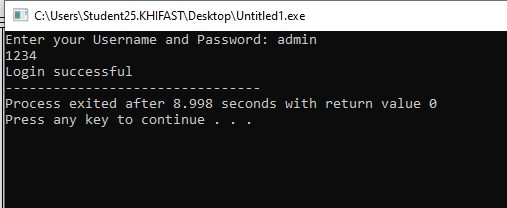 C:\Users\Student25.KHIFAST\Desktop\Untitled1.exe
Enter your Username and Password: admin
1234
Login successful
--------------------------------
Process exited after 8.998 seconds with return value 0
Press any key to continue . . .